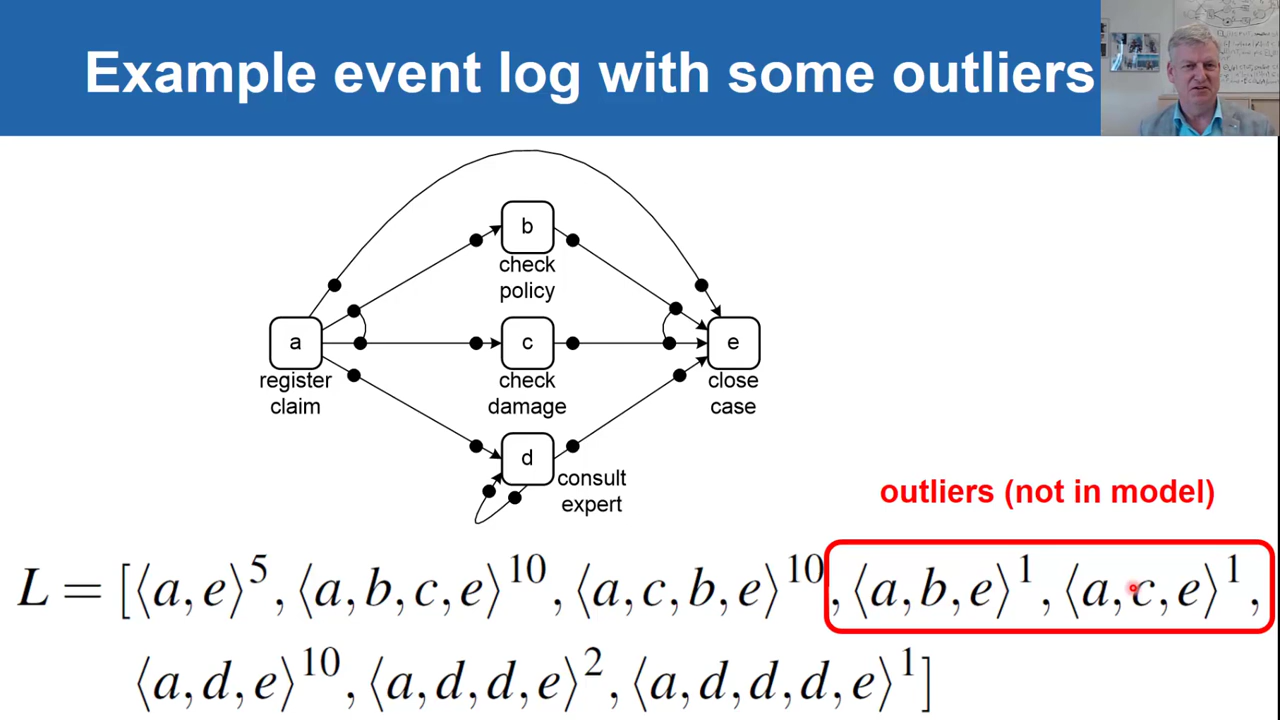 Example event log with some outliers
b
check
policy
a
register
claim
c
check
damage
e
close
case
d
consult
expert
outliers (not in model)
L = [⟨a, e⟩⁵, ⟨a, b, c, e⟩¹⁰, ⟨a, c, b, e⟩¹⁰, ⟨a, b, e⟩¹, ⟨a, c, e⟩¹,
⟨a, d, e⟩¹⁰, ⟨a, d, d, e⟩², ⟨a, d, d, d, e⟩¹]